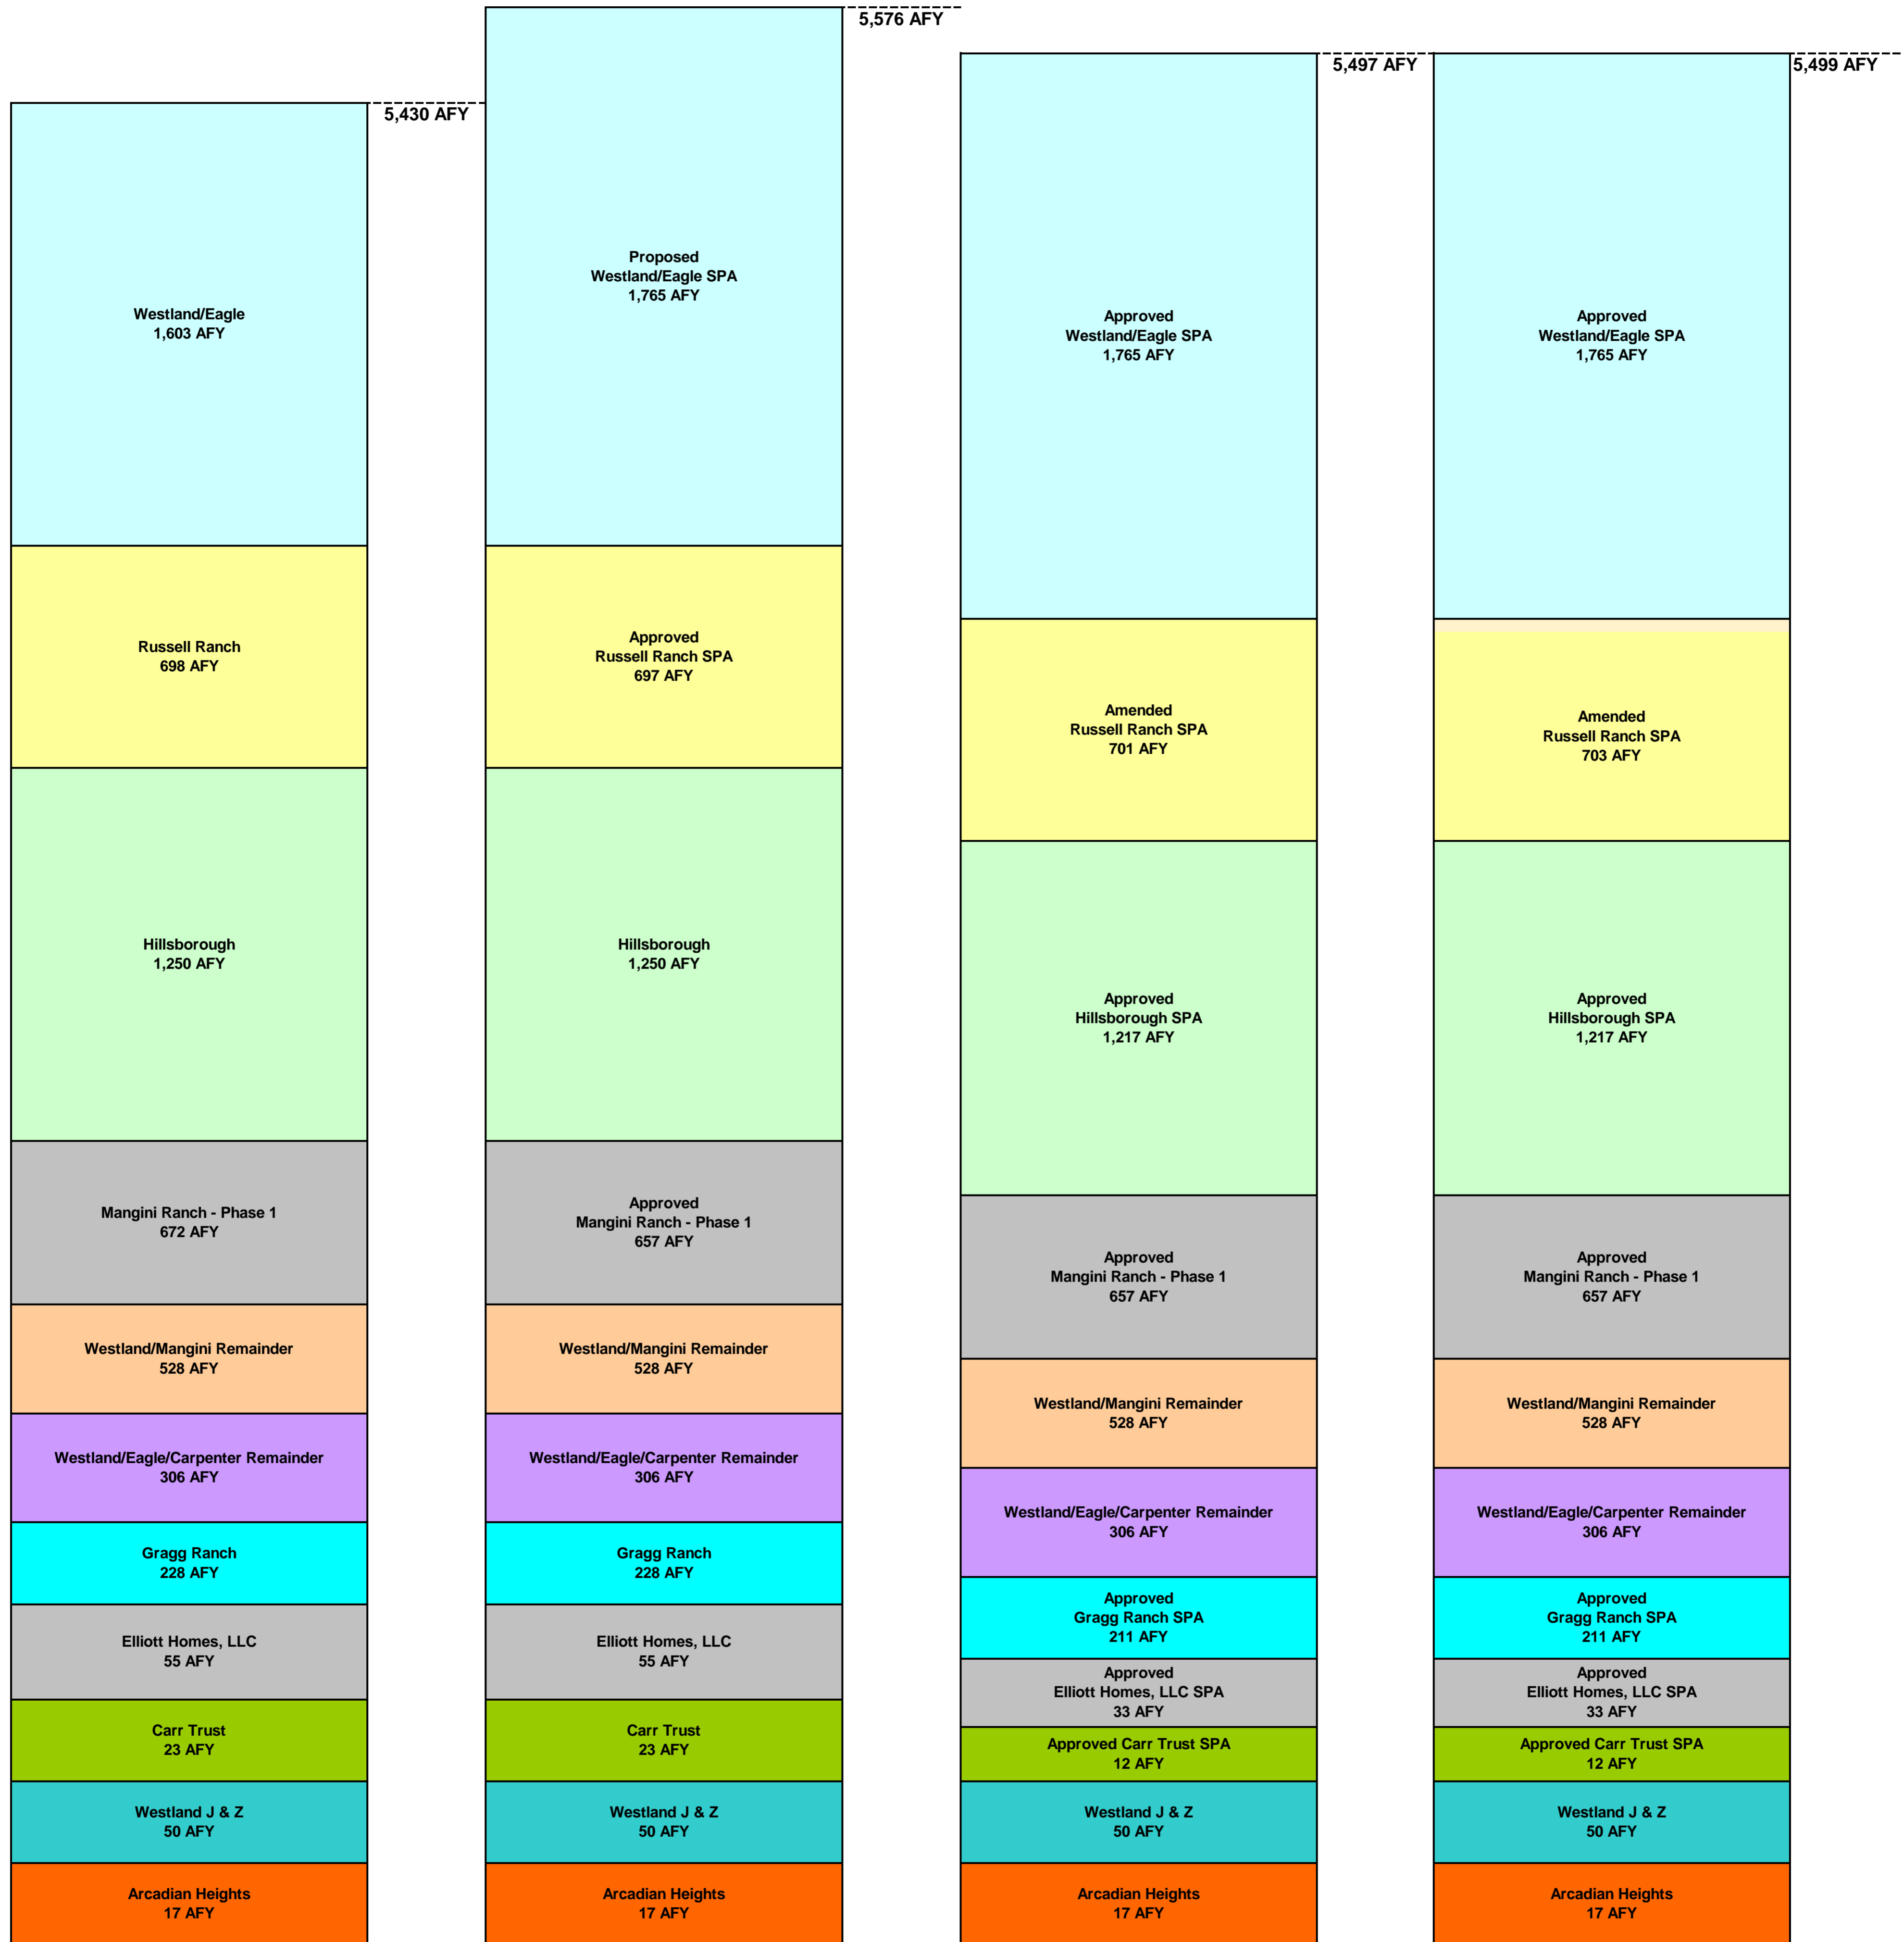 5,430 AFY
Westland/Eagle
1,603 AFY
Russell Ranch
698 AFY
Hillsborough
1,250 AFY
Mangini Ranch - Phase 1
672 AFY
Westland/Mangini Remainder
528 AFY
Westland/Eagle/Carpenter Remainder
306 AFY
Gragg Ranch
228 AFY
Elliott Homes, LLC
55 AFY
Carr Trust
23 AFY
Westland J & Z
50 AFY
Arcadian Heights
17 AFY
5,576 AFY
Proposed
Westland/Eagle SPA
1,765 AFY
Approved
Russell Ranch SPA
697 AFY
Hillsborough
1,250 AFY
Approved
Mangini Ranch - Phase 1
657 AFY
Westland/Mangini Remainder
528 AFY
Westland/Eagle/Carpenter Remainder
306 AFY
Gragg Ranch
228 AFY
Elliott Homes, LLC
55 AFY
Carr Trust
23 AFY
Westland J & Z
50 AFY
Arcadian Heights
17 AFY
5,497 AFY
Approved
Westland/Eagle SPA
1,765 AFY
Amended
Russell Ranch SPA
701 AFY
Approved
Hillsborough SPA
1,217 AFY
Approved
Mangini Ranch - Phase 1
657 AFY
Westland/Mangini Remainder
528 AFY
Westland/Eagle/Carpenter Remainder
306 AFY
Approved
Gragg Ranch SPA
211 AFY
Approved
Elliott Homes, LLC SPA
33 AFY
Approved Carr Trust SPA
12 AFY
Westland J & Z
50 AFY
Arcadian Heights
17 AFY
5,499 AFY
Approved
Westland/Eagle SPA
1,765 AFY
Amended
Russell Ranch SPA
703 AFY
Approved
Hillsborough SPA
1,217 AFY
Approved
Mangini Ranch - Phase 1
657 AFY
Westland/Mangini Remainder
528 AFY
Westland/Eagle/Carpenter Remainder
306 AFY
Approved
Gragg Ranch SPA
211 AFY
Approved
Elliott Homes, LLC SPA
33 AFY
Approved Carr Trust SPA
12 AFY
Westland J & Z
50 AFY
Arcadian Heights
17 AFY